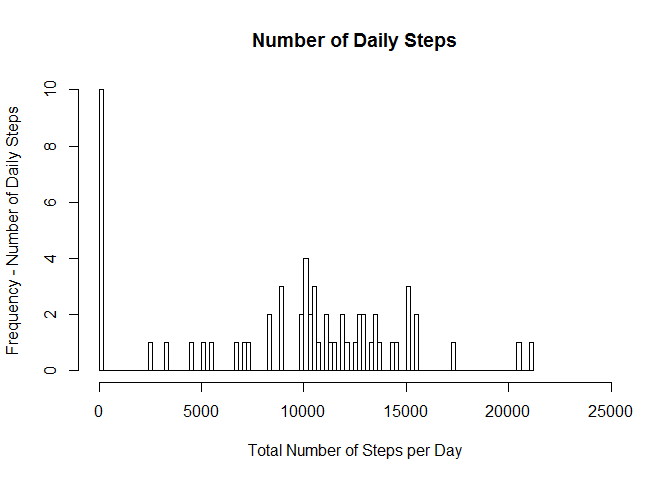 Number of Daily Steps
Frequency - Number of Daily Steps
10
8
6
4
2
0
0 5000 10000 15000 20000 25000
Total Number of Steps per Day